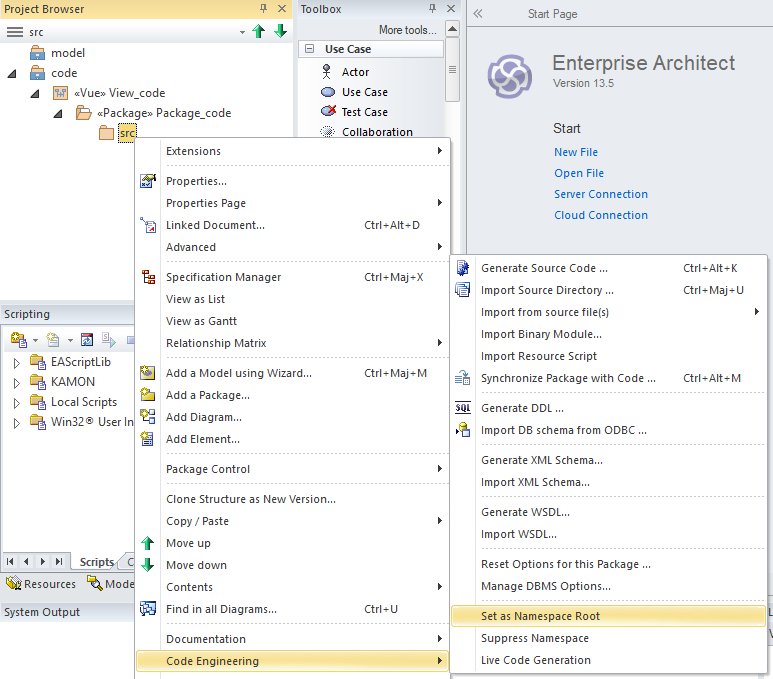 Project Browser
src
model
code
«Vue» View_code
«Package» Package_code
src
Toolbox
More tools...
Use Case
Actor
Use Case
Test Case
Collaboration
Start Page
Enterprise Architect
Version 13.5
Start
New File
Open File
Server Connection
Cloud Connection
Extensions
Properties...
Properties Page
Linked Document... Ctrl+Alt+D
Advanced
Specification Manager Ctrl+Maj+X
View as List
View as Gantt
Relationship Matrix
Add a Model using Wizard... Ctrl+Maj+M
Add a Package...
Add Diagram...
Add Element...
Package Control
Clone Structure as New Version...
Copy / Paste
Move up
Move down
Contents
Find in all Diagrams... Ctrl+U
Documentation
Code Engineering
Generate Source Code ... Ctrl+Alt+K
Import Source Directory ... Ctrl+Maj+U
Import from source file(s)
Import Binary Module...
Import Resource Script
Synchronize Package with Code ... Ctrl+Alt+M
SQL
Generate DDL ...
Import DB schema from ODBC ...
Generate XML Schema...
Import XML Schema...
Generate WSDL...
Import WSDL...
Reset Options for this Package ...
Manage DBMS Options...
Set as Namespace Root
Suppress Namespace
Live Code Generation
Scripting
EAScriptLib
KAMON
Local Scripts
Win32® User In
Scripts
Resources
Mode
System Output